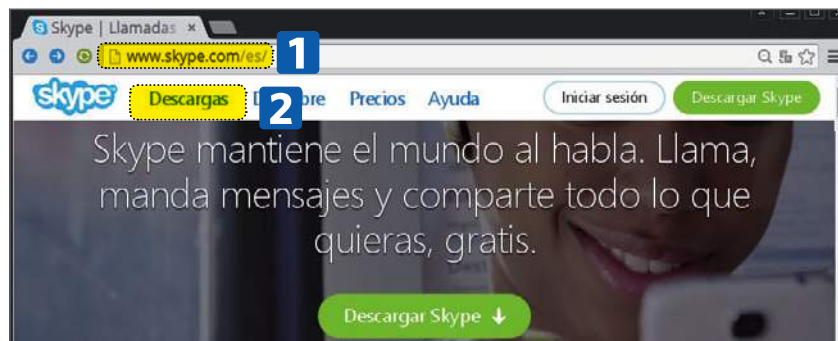 Skype | Llamadas ×
www.skype.com/es/ 1
skype Descargas 2 Precios Ayuda Iniciar sesión Descargar Skype
Skype mantiene el mundo al habla. Llama,
manda mensajes y comparte todo lo que
quieras, gratis.
Descargar Skype